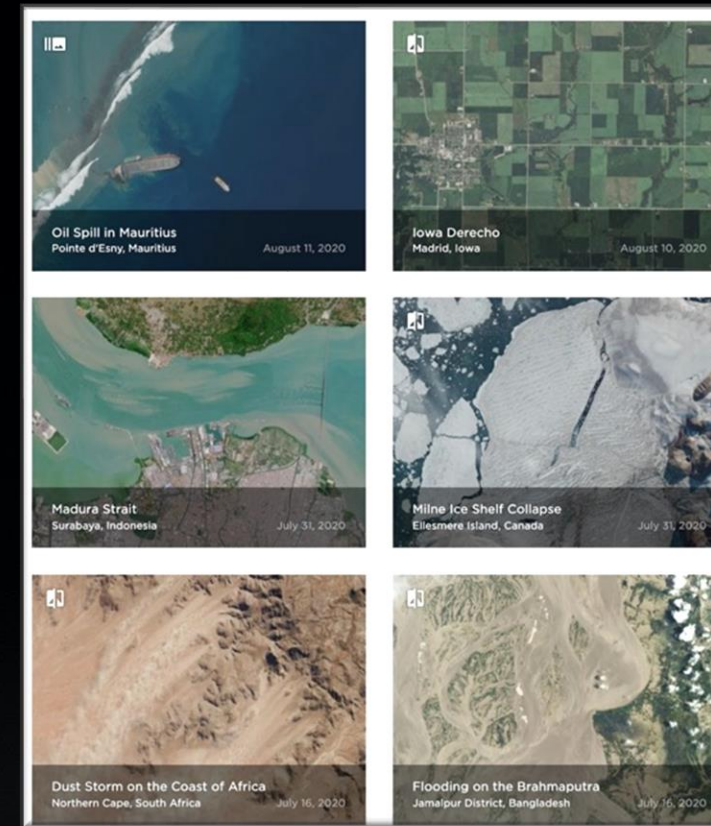 Oil Spill in Mauritius
Pointe d'Esny, Mauritius August 11, 2020
Iowa Derecho
Madrid, Iowa August 10, 2020
Madura Strait
Surabaya, Indonesia July 31, 2020
Milne Ice Shelf Collapse
Ellesmere Island, Canada July 31, 2020
Dust Storm on the Coast of Africa
Northern Cape, South Africa July 16, 2020
Flooding on the Brahmaputra
Jamalpur District, Bangladesh July 16, 2020